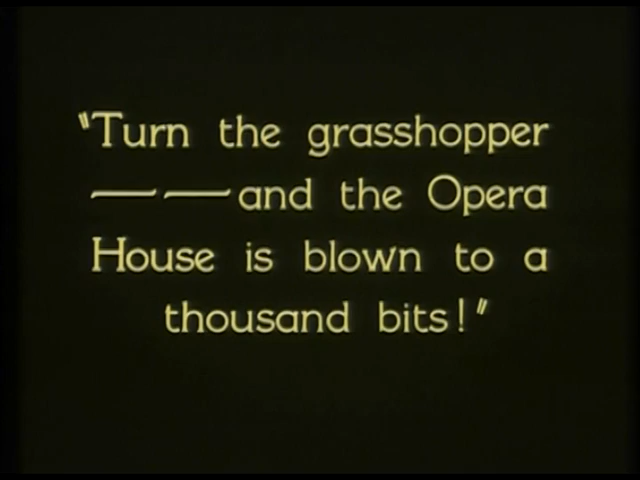 "Turn the grasshopper
— — and the Opera
House is blown to a
thousand bits!"